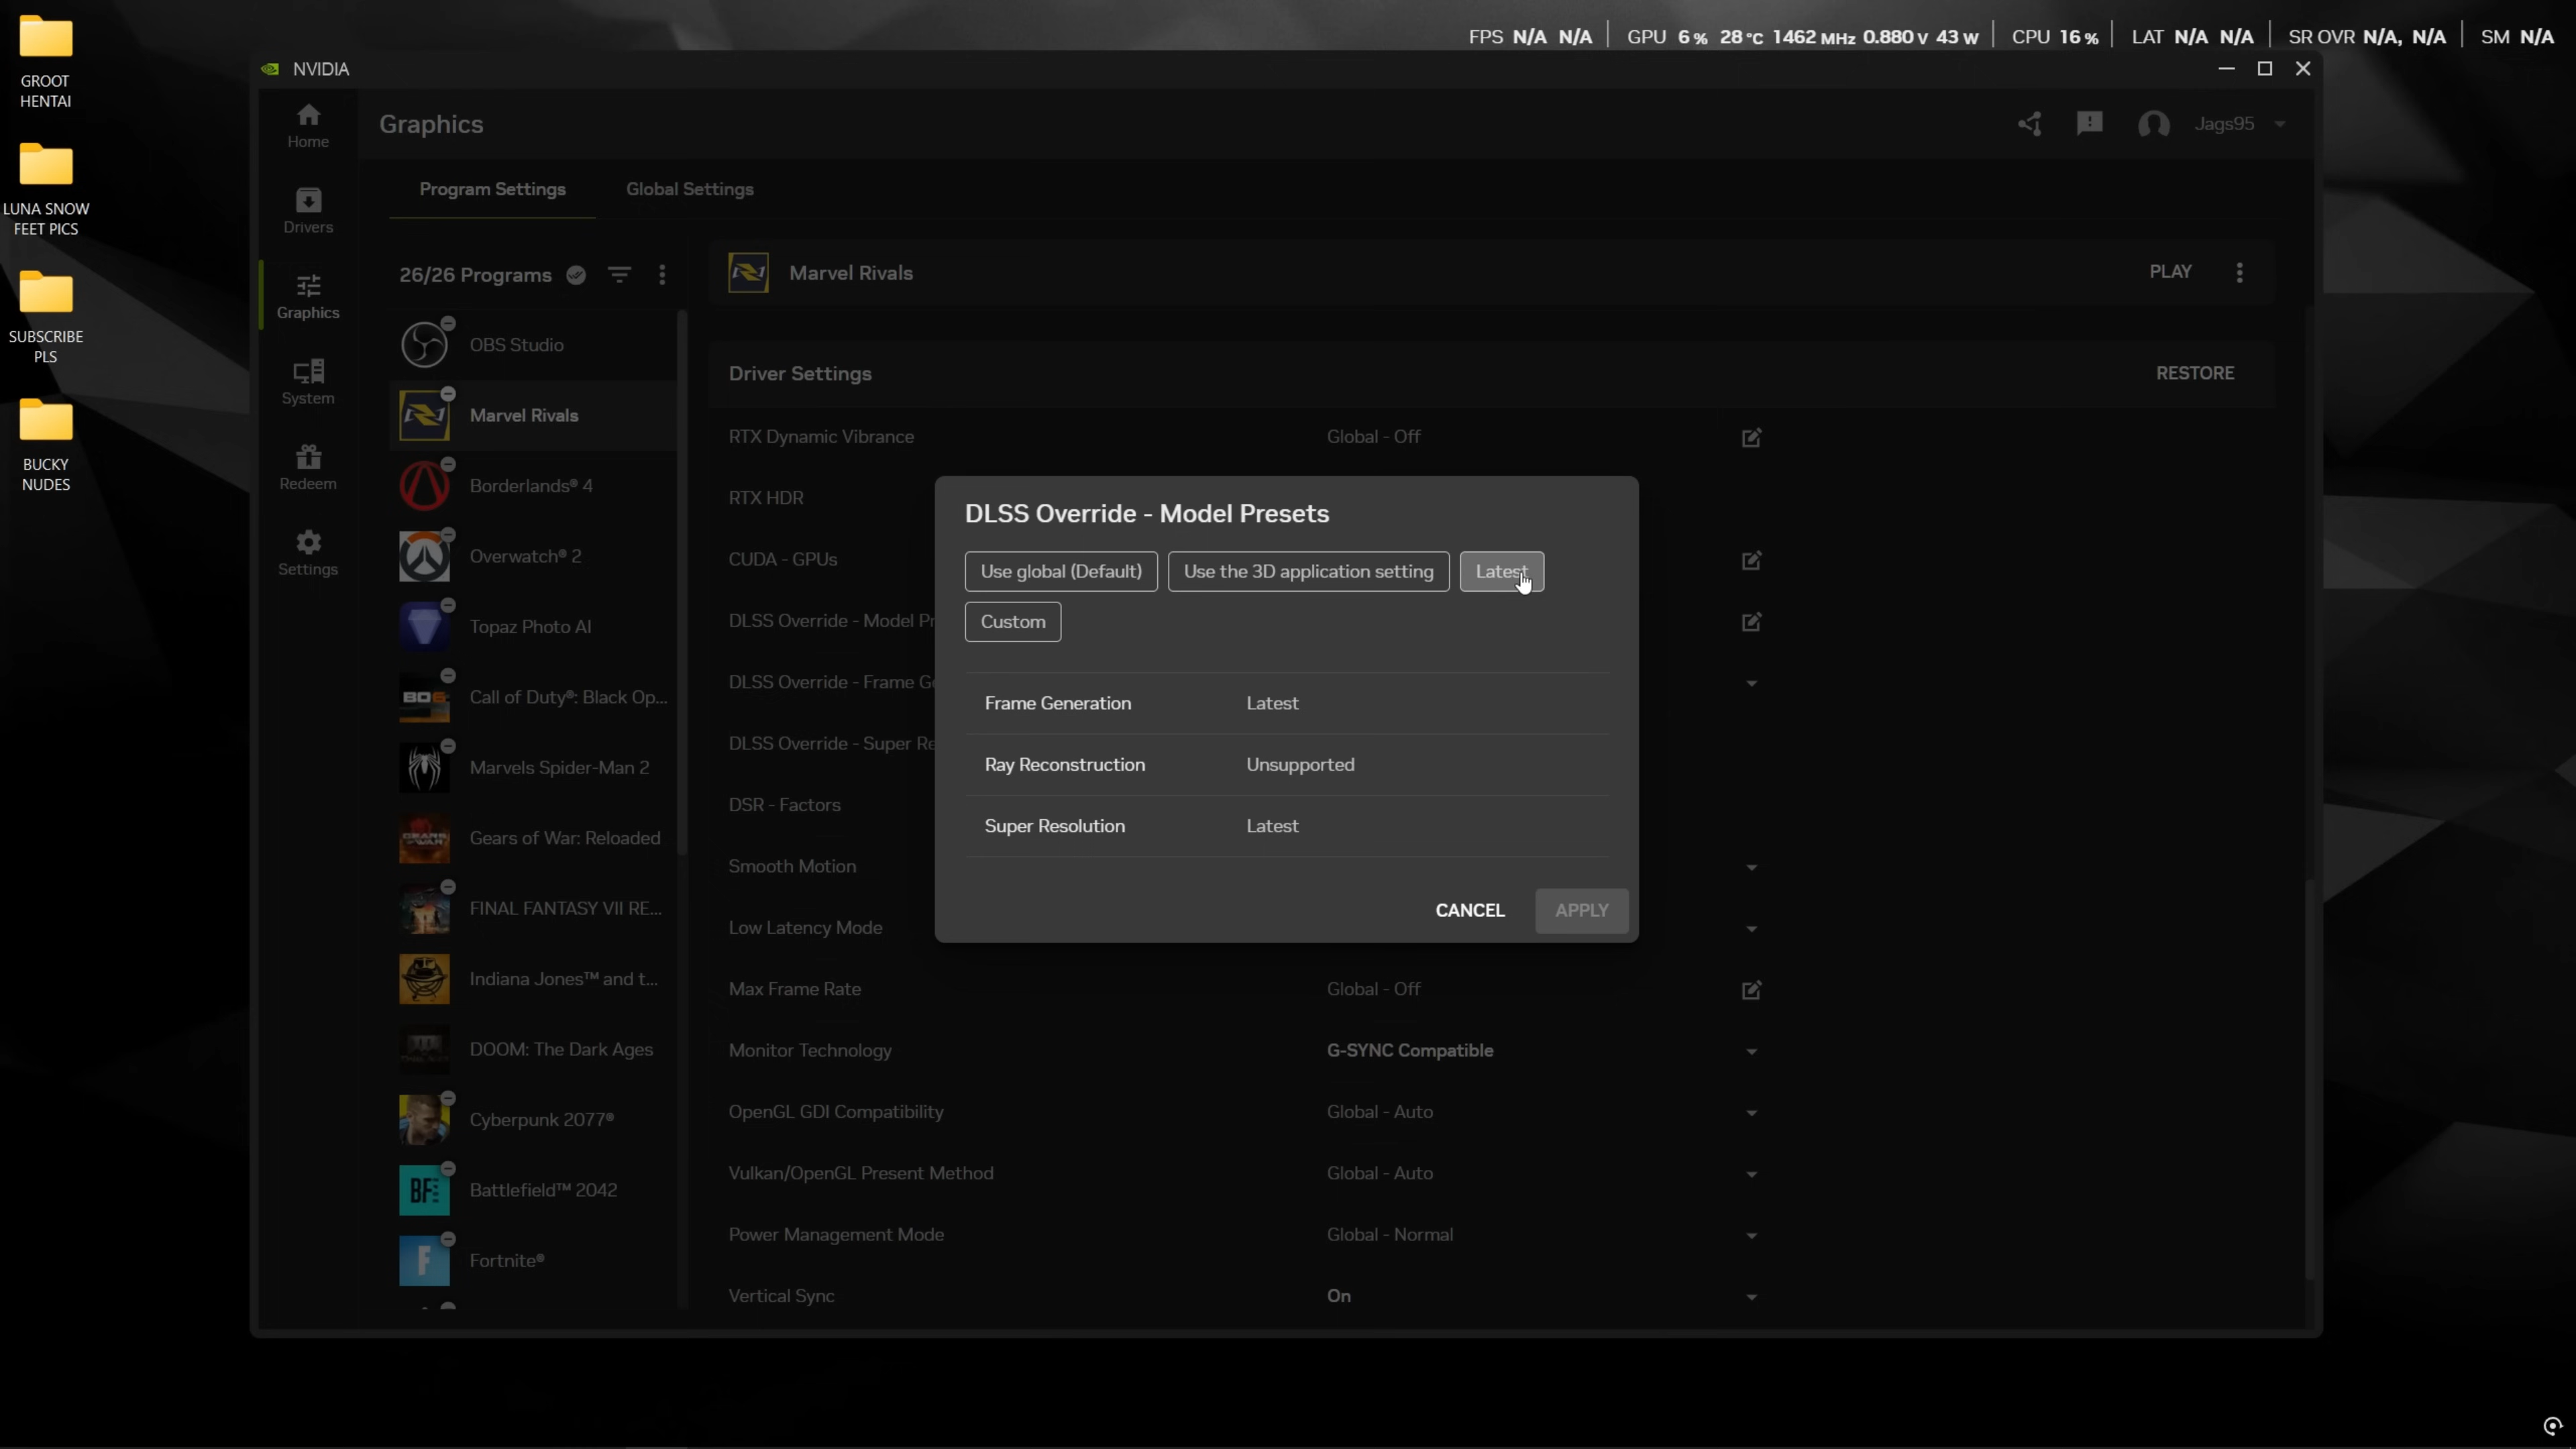 GROOT
HENTAI
LUNA SNOW
FEET PICS
SUBSCRIBE
PLS
BUCKY
NUDES
FPS N/A N/A GPU 6% 28°C 1462 MHz 0.880 V 43 W CPU 16% LAT N/A N/A SR OVR N/A, N/A SM N/A
NVIDIA
Home
Drivers
Graphics
System
Redeem
Settings
Graphics
Jags95
Program Settings Global Settings
26/26 Programs
OBS Studio
Marvel Rivals
Borderlands® 4
Overwatch® 2
Topaz Photo AI
Call of Duty®: Black Op...
Marvels Spider-Man 2
Gears of War: Reloaded
FINAL FANTASY VII RE...
Indiana Jones™ and t...
DOOM: The Dark Ages
Cyberpunk 2077®
Battlefield™ 2042
Fortnite®
Marvel Rivals PLAY
Driver Settings RESTORE
RTX Dynamic Vibrance Global - Off
RTX HDR
CUDA - GPUs
DLSS Override - Model Pr
DLSS Override - Frame Ge
DLSS Override - Super Re
DSR - Factors
Smooth Motion
Low Latency Mode
Max Frame Rate Global - Off
Monitor Technology G-SYNC Compatible
OpenGL GDI Compatibility Global - Auto
Vulkan/OpenGL Present Method Global - Auto
Power Management Mode Global - Normal
Vertical Sync On
DLSS Override - Model Presets
Use global (Default) Use the 3D application setting Latest
Custom
Frame Generation Latest
Ray Reconstruction Unsupported
Super Resolution Latest
CANCEL APPLY